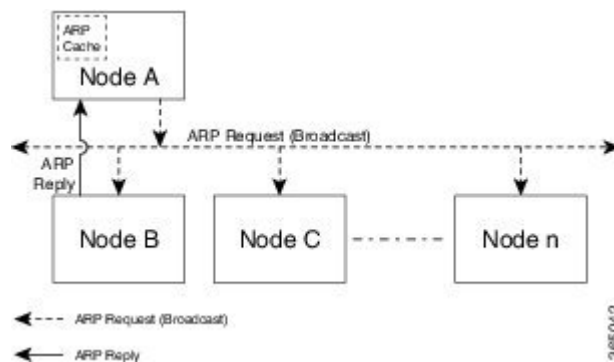 ARP
Cache
Node A
ARP Request (Broadcast)
ARP
Reply
Node B
Node C
Node n
ARP Request (Broadcast)
ARP Reply